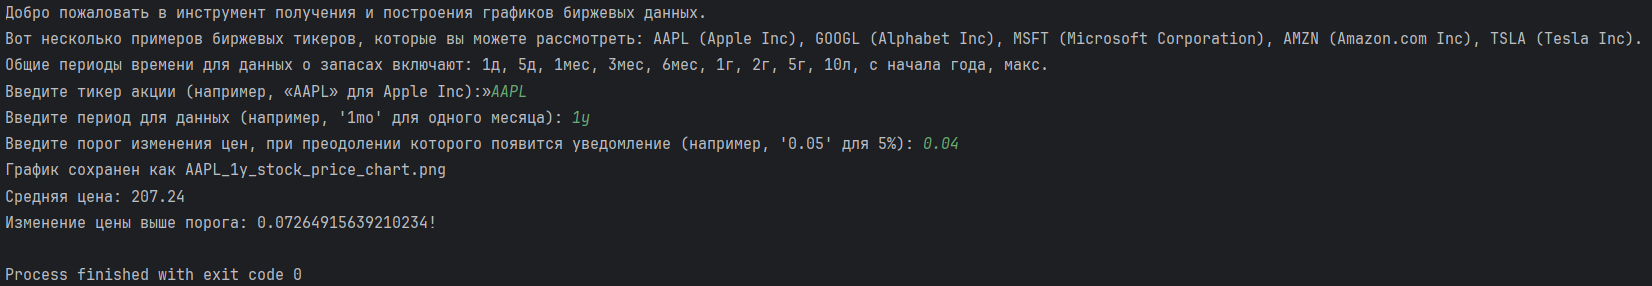 Добро пожаловать в инструмент получения и построения графиков биржевых данных.
Вот несколько примеров биржевых тикеров, которые вы можете рассмотреть: AAPL (Apple Inc), GOOGL (Alphabet Inc), MSFT (Microsoft Corporation), AMZN (Amazon.com Inc), TSLA (Tesla Inc).
Общие периоды времени для данных о запасах включают: 1д, 5д, 1мес, 3мес, 6мес, 1г, 2г, 5г, 10л, с начала года, макс.
Введите тикер акции (например, «AAPL» для Apple Inc):»AAPL
Введите период для данных (например, '1mo' для одного месяца): 1y
Введите порог изменения цен, при преодолении которого появится уведомление (например, '0.05' для 5%): 0.04
График сохранен как AAPL_1y_stock_price_chart.png
Средняя цена: 207.24
Изменение цены выше порога: 0.07264915639210234!
Process finished with exit code 0